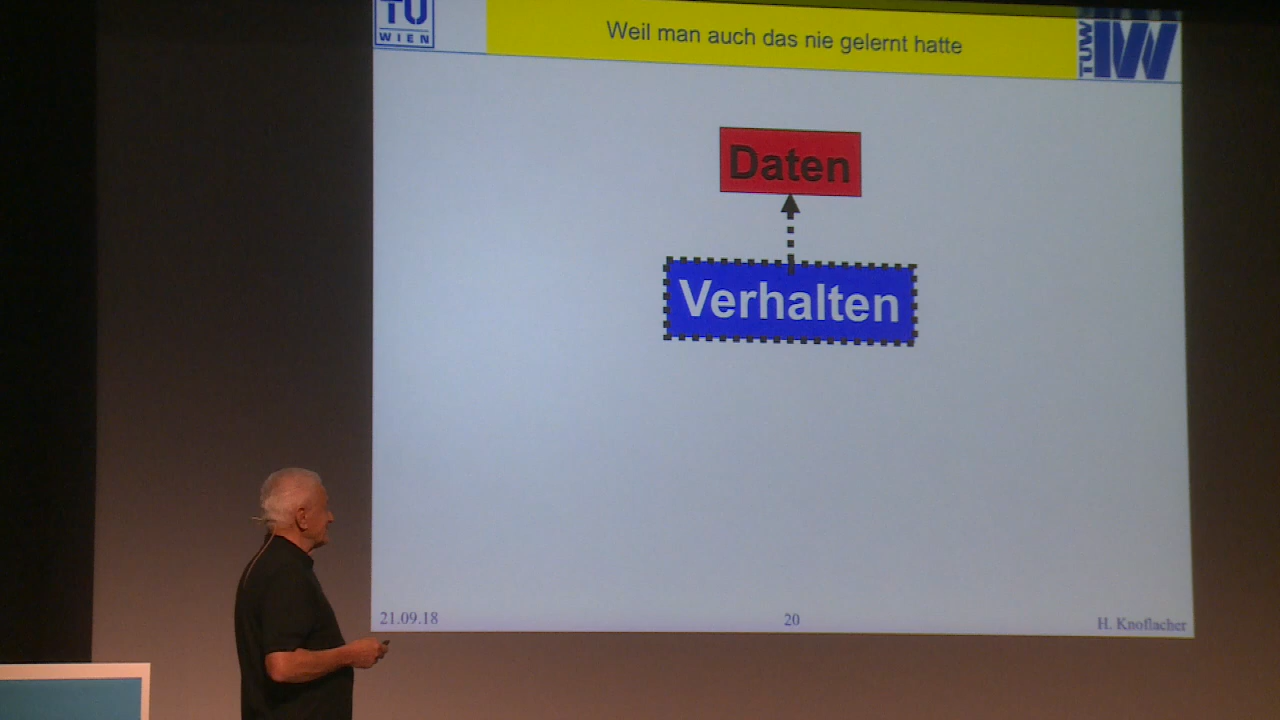 TU
WIEN
Weil man auch das nie gelernt hatte
TUW
IVV
Daten
Verhalten
21.09.18
20
H. Knoflacher